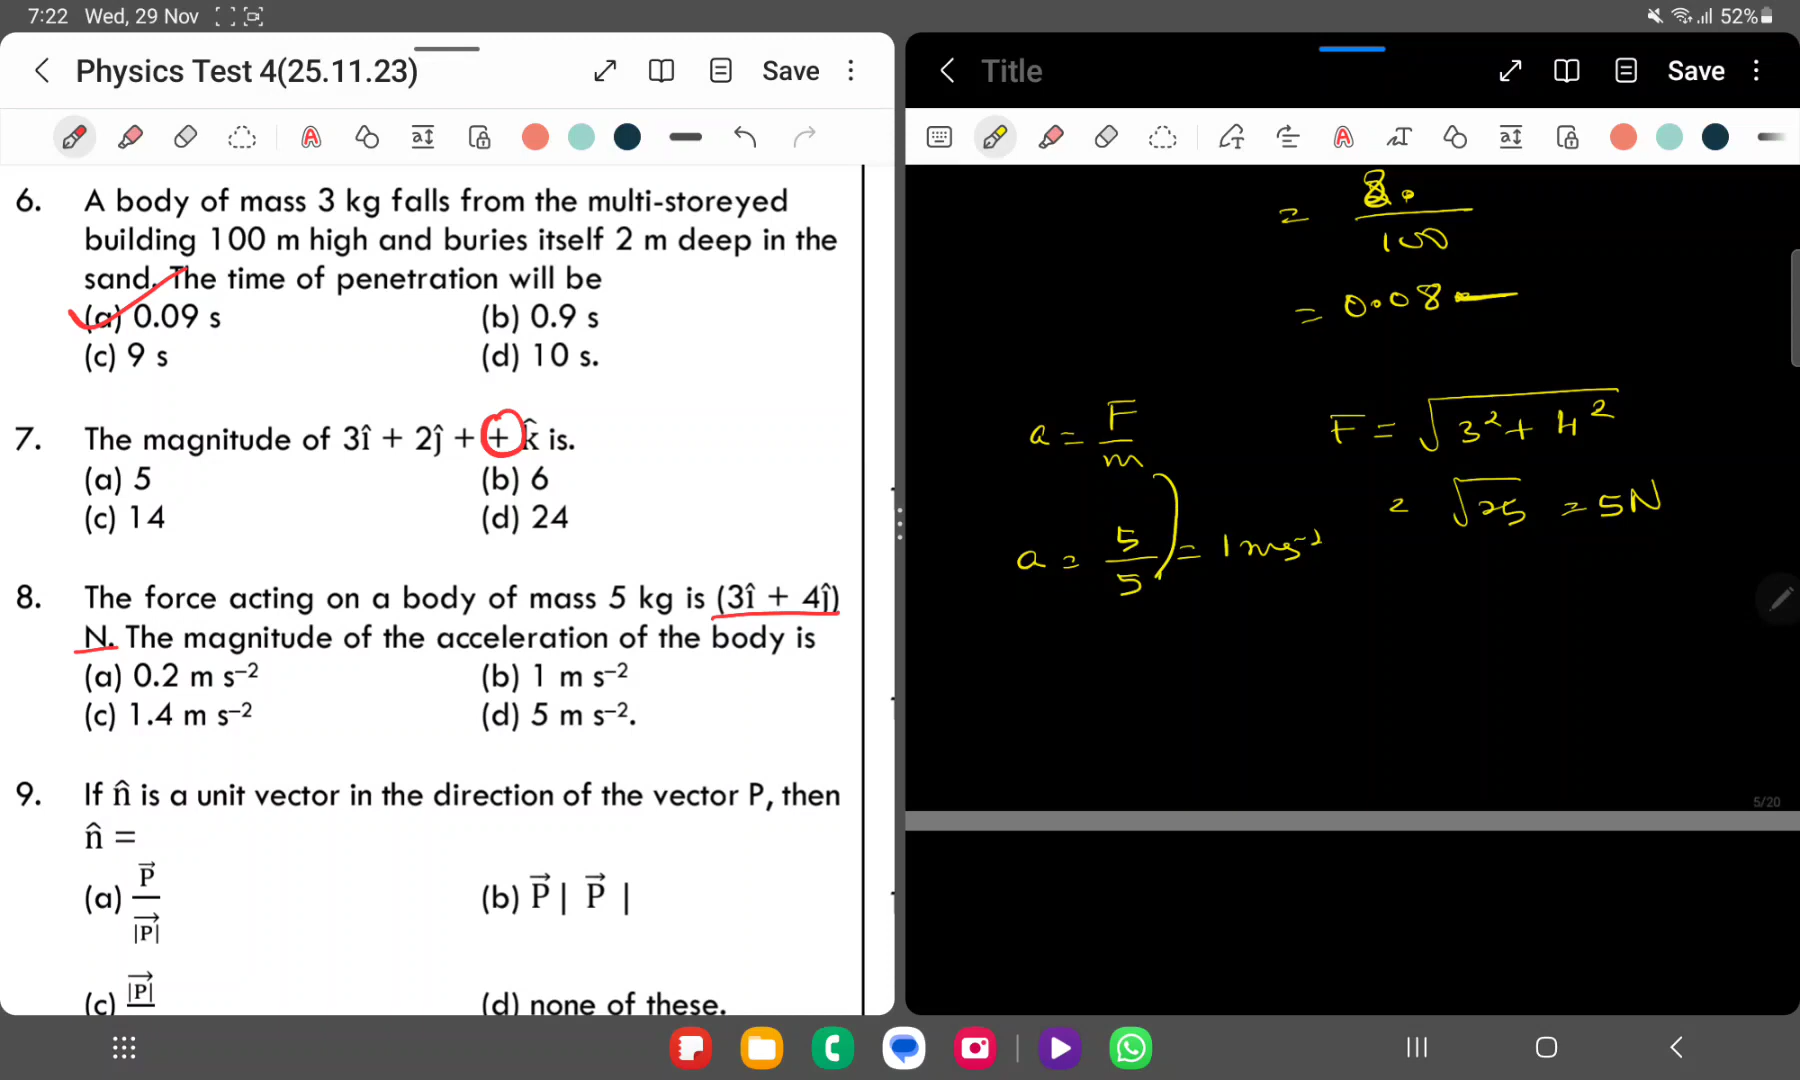 7:22 Wed, 29 Nov
52%
Physics Test 4(25.11.23)
Save
6. A body of mass 3 kg falls from the multi-storeyed
building 100 m high and buries itself 2 m deep in the
sand. The time of penetration will be
(a) 0.09 s (b) 0.9 s
(c) 9 s (d) 10 s.
7. The magnitude of 3î + 2ĵ + + k̂ is.
(a) 5 (b) 6
(c) 14 (d) 24
8. The force acting on a body of mass 5 kg is (3î + 4ĵ)
N. The magnitude of the acceleration of the body is
(a) 0.2 m s⁻² (b) 1 m s⁻²
(c) 1.4 m s⁻² (d) 5 m s⁻².
9. If n̂ is a unit vector in the direction of the vector P, then
n̂ =
(a) P⃗ / |P⃗| (b) P⃗ | P⃗ |
(c) |P⃗| (d) none of these.
Title
Save
= 8. / 100
= 0.08
a = F / m
F = √3² + 4²
= √25 = 5N
a = 5 / 5 ) = 1 ms⁻²
5/20